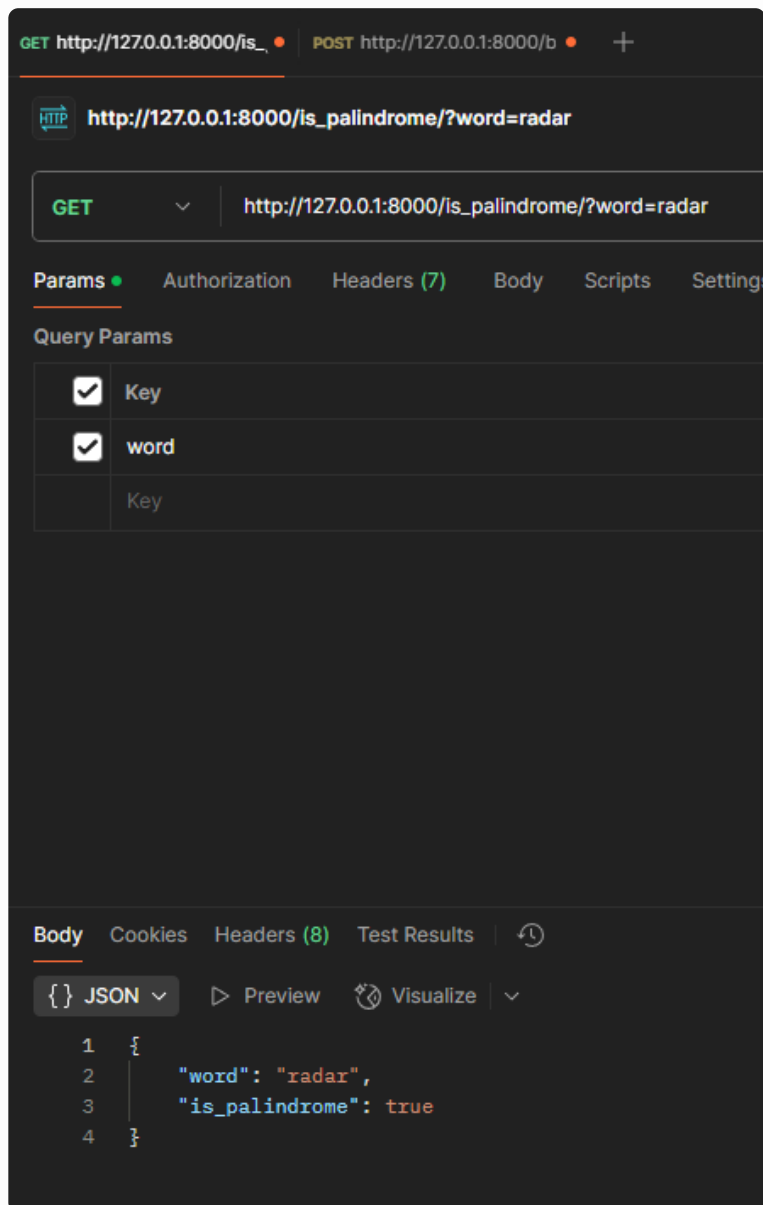 GET http://127.0.0.1:8000/is_ POST http://127.0.0.1:8000/b
HTTP http://127.0.0.1:8000/is_palindrome/?word=radar
GET http://127.0.0.1:8000/is_palindrome/?word=radar
Params Authorization Headers (7) Body Scripts Settings
Query Params
Key
word
Key
Body Cookies Headers (8) Test Results
{} JSON Preview Visualize
1 {
2 "word": "radar",
3 "is_palindrome": true
4 }